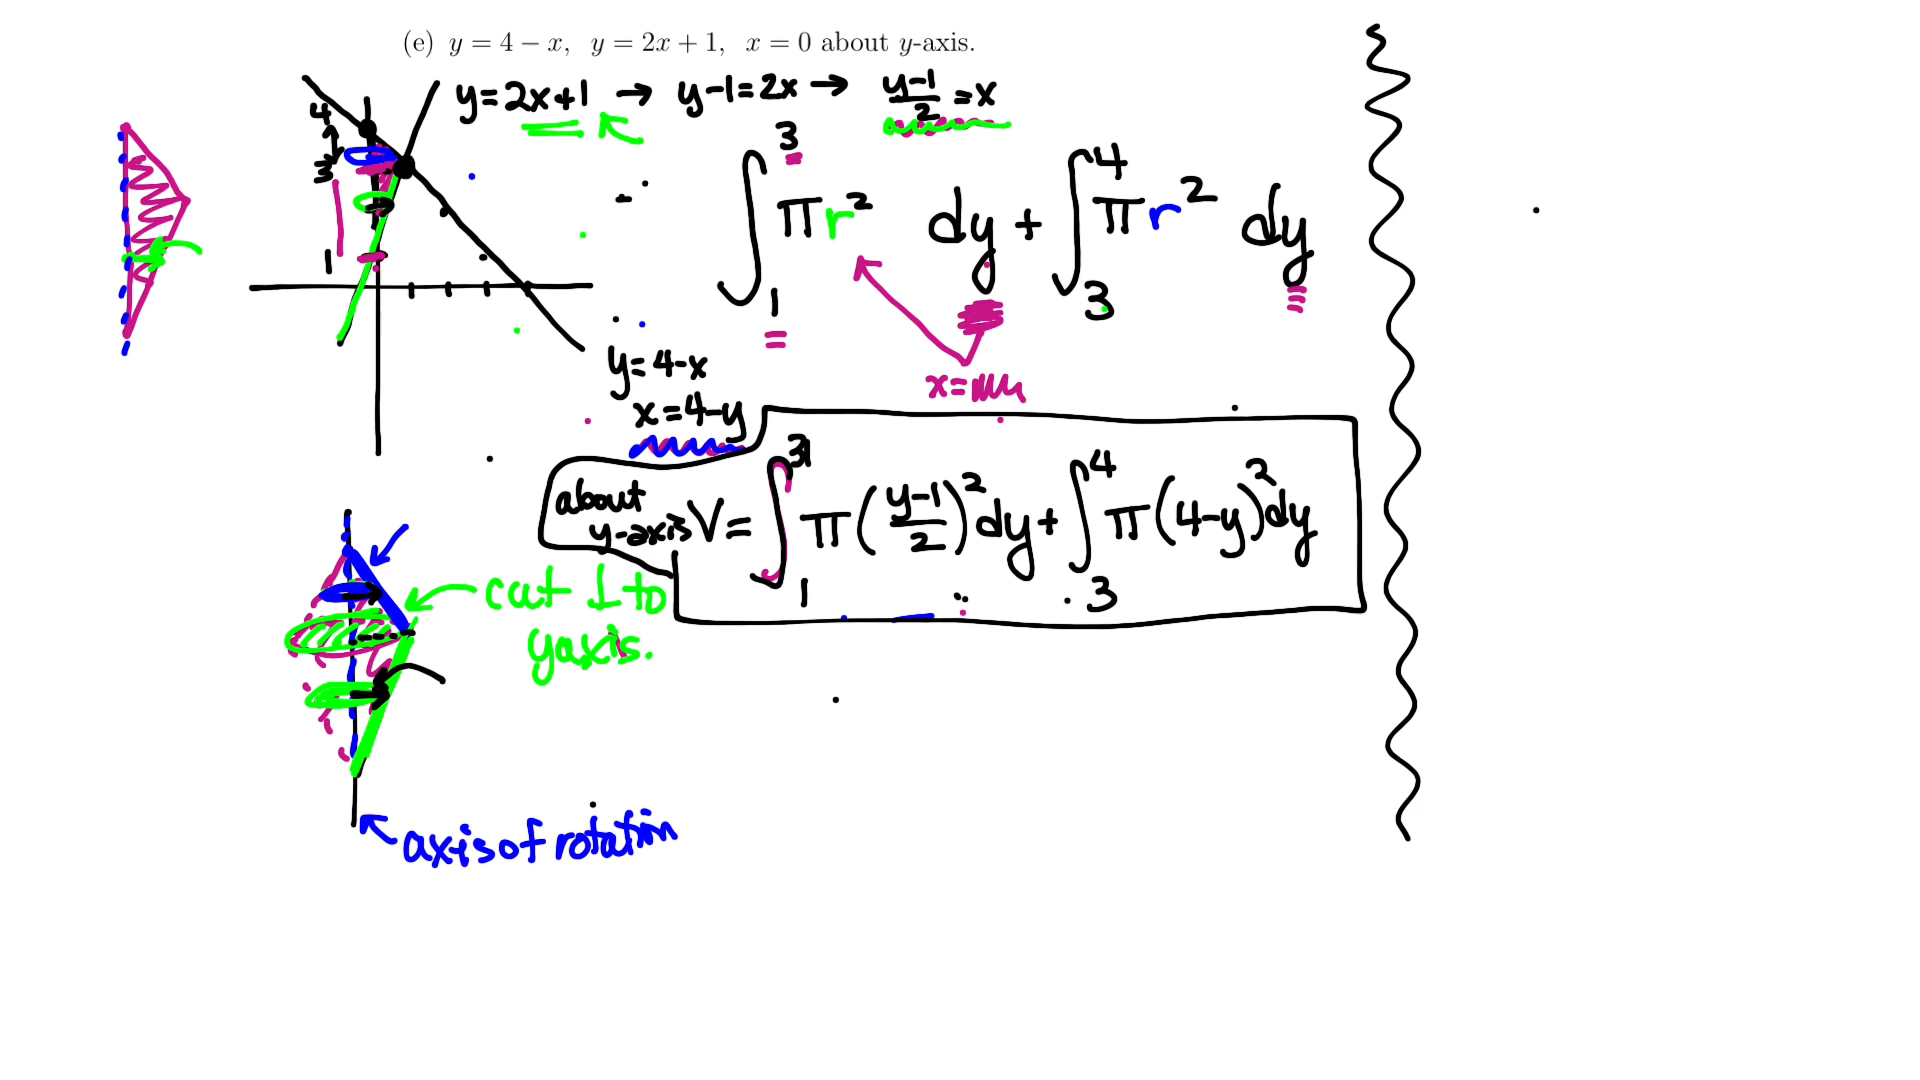 (e) y = 4 − x, y = 2x + 1, x = 0 about y-axis.
y=2x+1 → y-1=2x → (y-1)/2 = x
4
3
1
∫₁³ πr² dy + ∫₃⁴ πr² dy
x=
y=4-x
x=4-y
about y-axis V= ∫₁³ π((y-1)/2)² dy + ∫₃⁴ π(4-y)² dy
cut ⊥ to
y axis.
axis of rotation